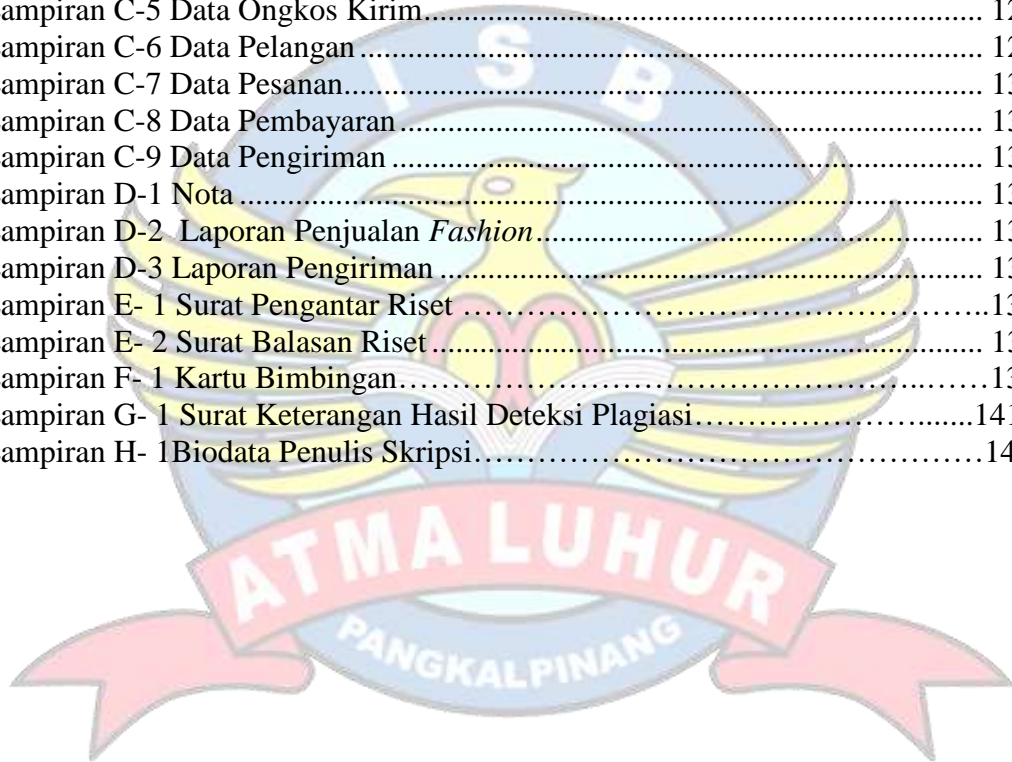 ampiran C-5 Data Ongkos Kirim........................................................................ 12
ampiran C-6 Data Pelangan ................................................................................ 12
ampiran C-7 Data Pesanan.................................................................................. 13
ampiran C-8 Data Pembayaran ........................................................................... 13
ampiran C-9 Data Pengiriman ............................................................................ 13
ampiran D-1 Nota ............................................................................................... 13
ampiran D-2 Laporan Penjualan Fashion......................................................... 13
ampiran D-3 Laporan Pengiriman ...................................................................... 13
ampiran E- 1 Surat Pengantar Riset ………………………………………………..13
ampiran E- 2 Surat Balasan Riset ....................................................................... 13
ampiran F- 1 Kartu Bimbingan…………………………………………………..……13
ampiran G- 1 Surat Keterangan Hasil Deteksi Plagiasi…………………….......141
ampiran H- 1Biodata Penulis Skripsi……………………………………………14
I S B
ATMA LUHUR
PANGKALPINANG